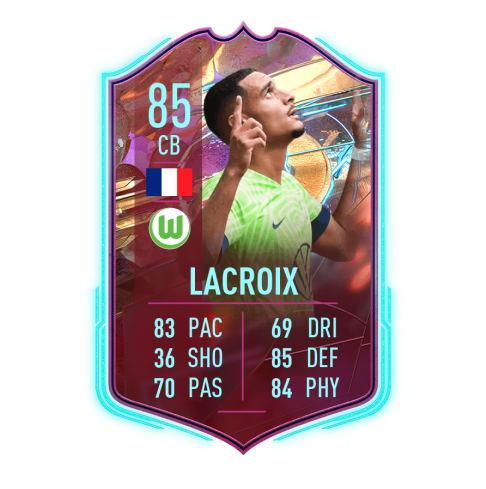 85
CB
W
LACROIX
83 PAC 69 DRI
36 SHO 85 DEF
70 PAS 84 PHY